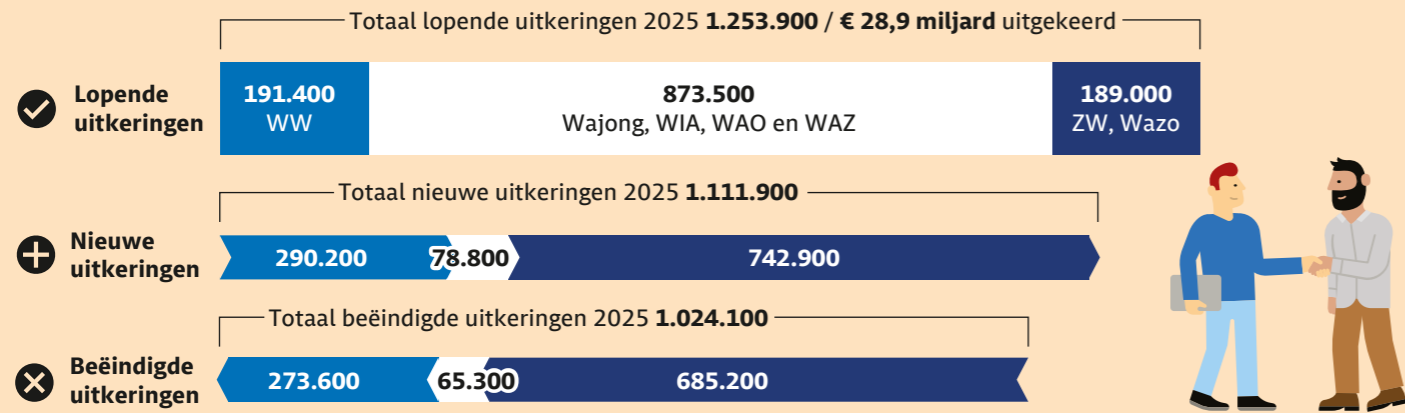 Totaal lopende uitkeringen 2025 1.253.900 / € 28,9 miljard uitgekeerd
Lopende
uitkeringen
191.400
WW
873.500
Wajong, WIA, WAO en WAZ
189.000
ZW, Wazo
Totaal nieuwe uitkeringen 2025 1.111.900
Nieuwe
uitkeringen
290.200
78.800
742.900
Totaal beëindigde uitkeringen 2025 1.024.100
Beëindigde
uitkeringen
273.600
65.300
685.200